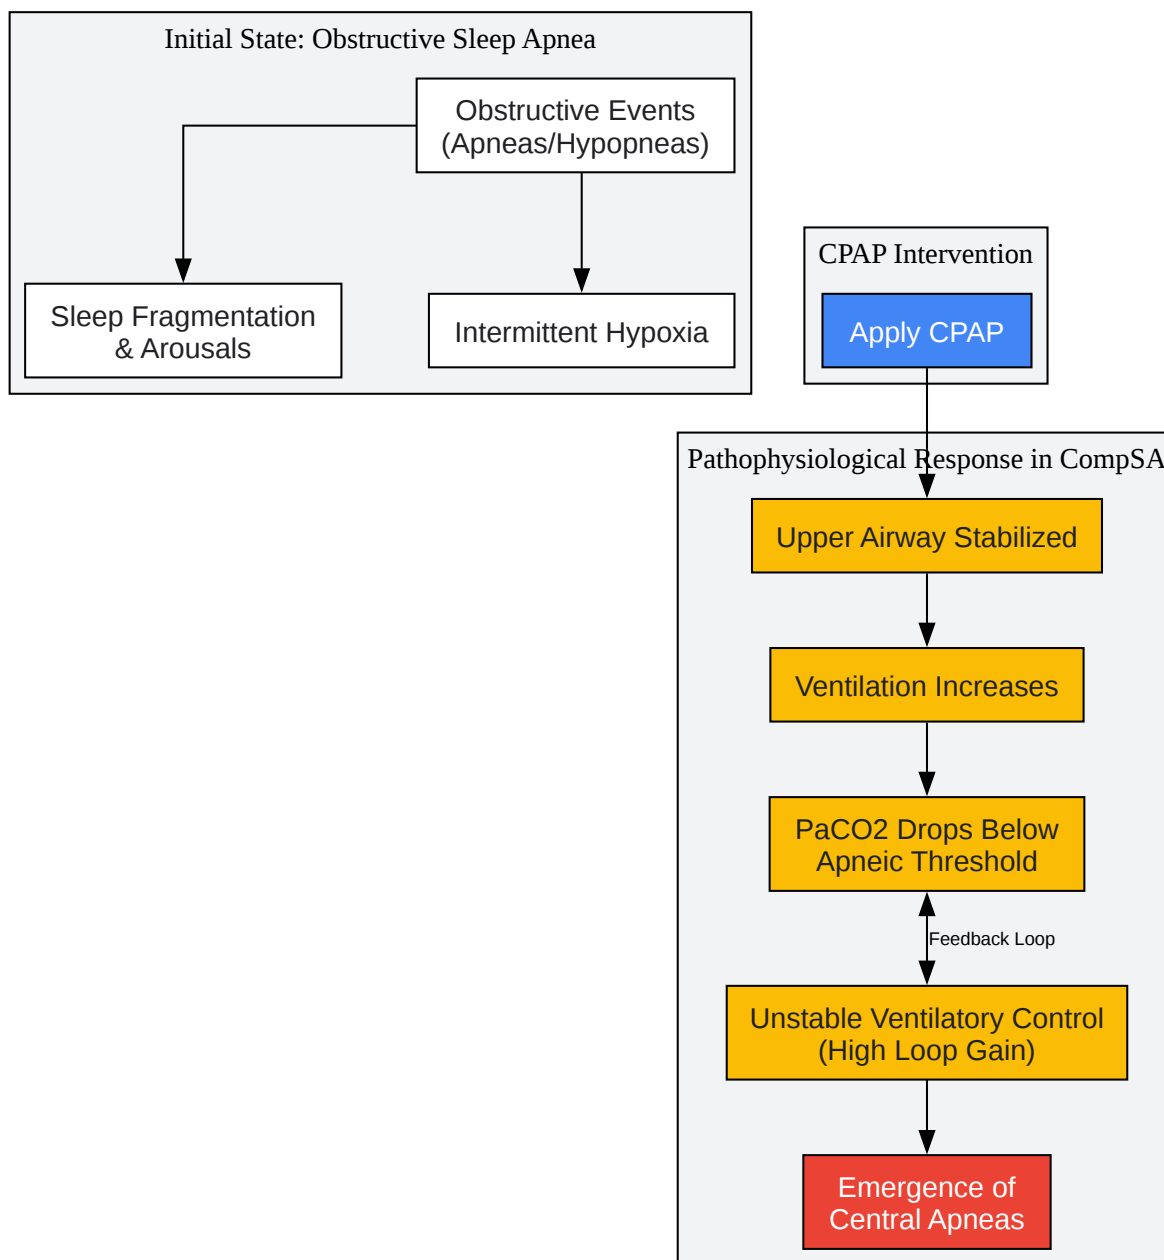 Initial State: Obstructive Sleep Apnea
Obstructive Events
(Apneas/Hypopneas)
Sleep Fragmentation
& Arousals
Intermittent Hypoxia
CPAP Intervention
Apply CPAP
Pathophysiological Response in CompSA
Upper Airway Stabilized
Ventilation Increases
PaCO2 Drops Below
Apneic Threshold
Feedback Loop
Unstable Ventilatory Control
(High Loop Gain)
Emergence of
Central Apneas